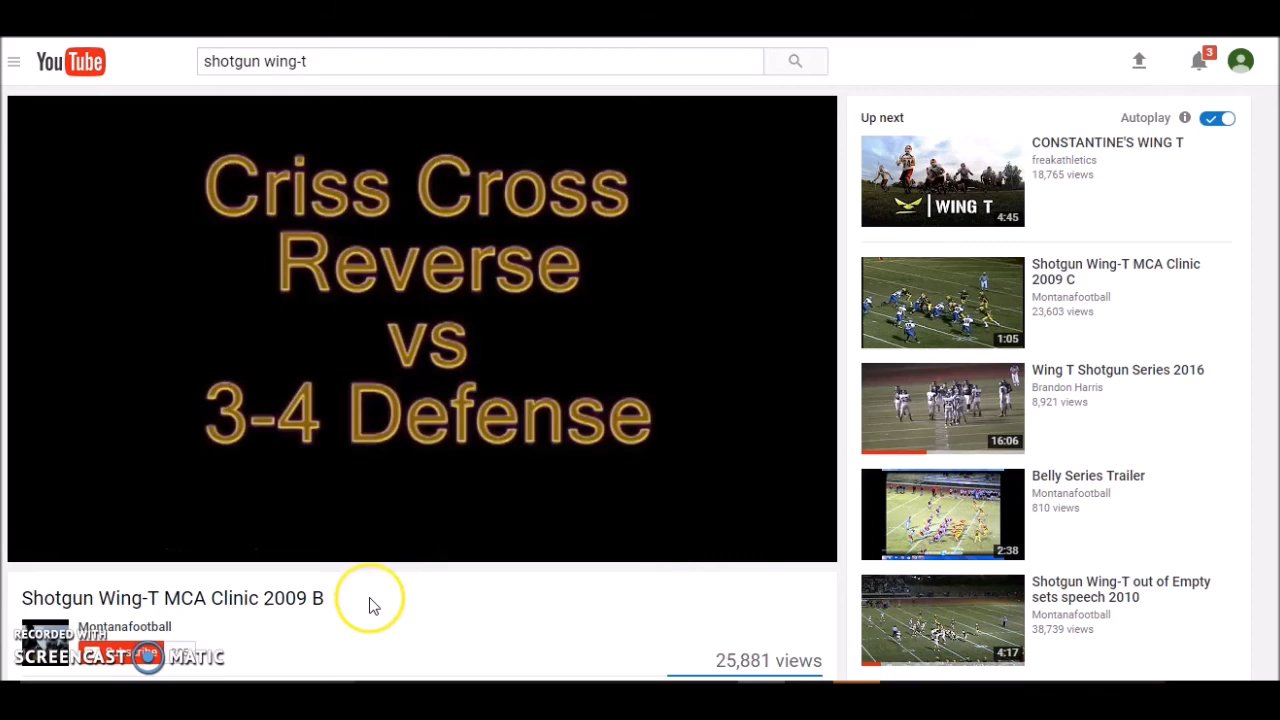 YouTube
shotgun wing-t
3
Criss Cross
Reverse
vs
3-4 Defense
Shotgun Wing-T MCA Clinic 2009 B
Montanafootball
Subscribe
RECORDED WITH
SCREENCAST MATIC
25,881 views
Up next
Autoplay
WING T
4:45
CONSTANTINE'S WING T
freakathletics
18,765 views
1:05
Shotgun Wing-T MCA Clinic
2009 C
Montanafootball
23,603 views
16:06
Wing T Shotgun Series 2016
Brandon Harris
8,921 views
2:38
Belly Series Trailer
Montanafootball
810 views
4:17
Shotgun Wing-T out of Empty
sets speech 2010
Montanafootball
38,739 views